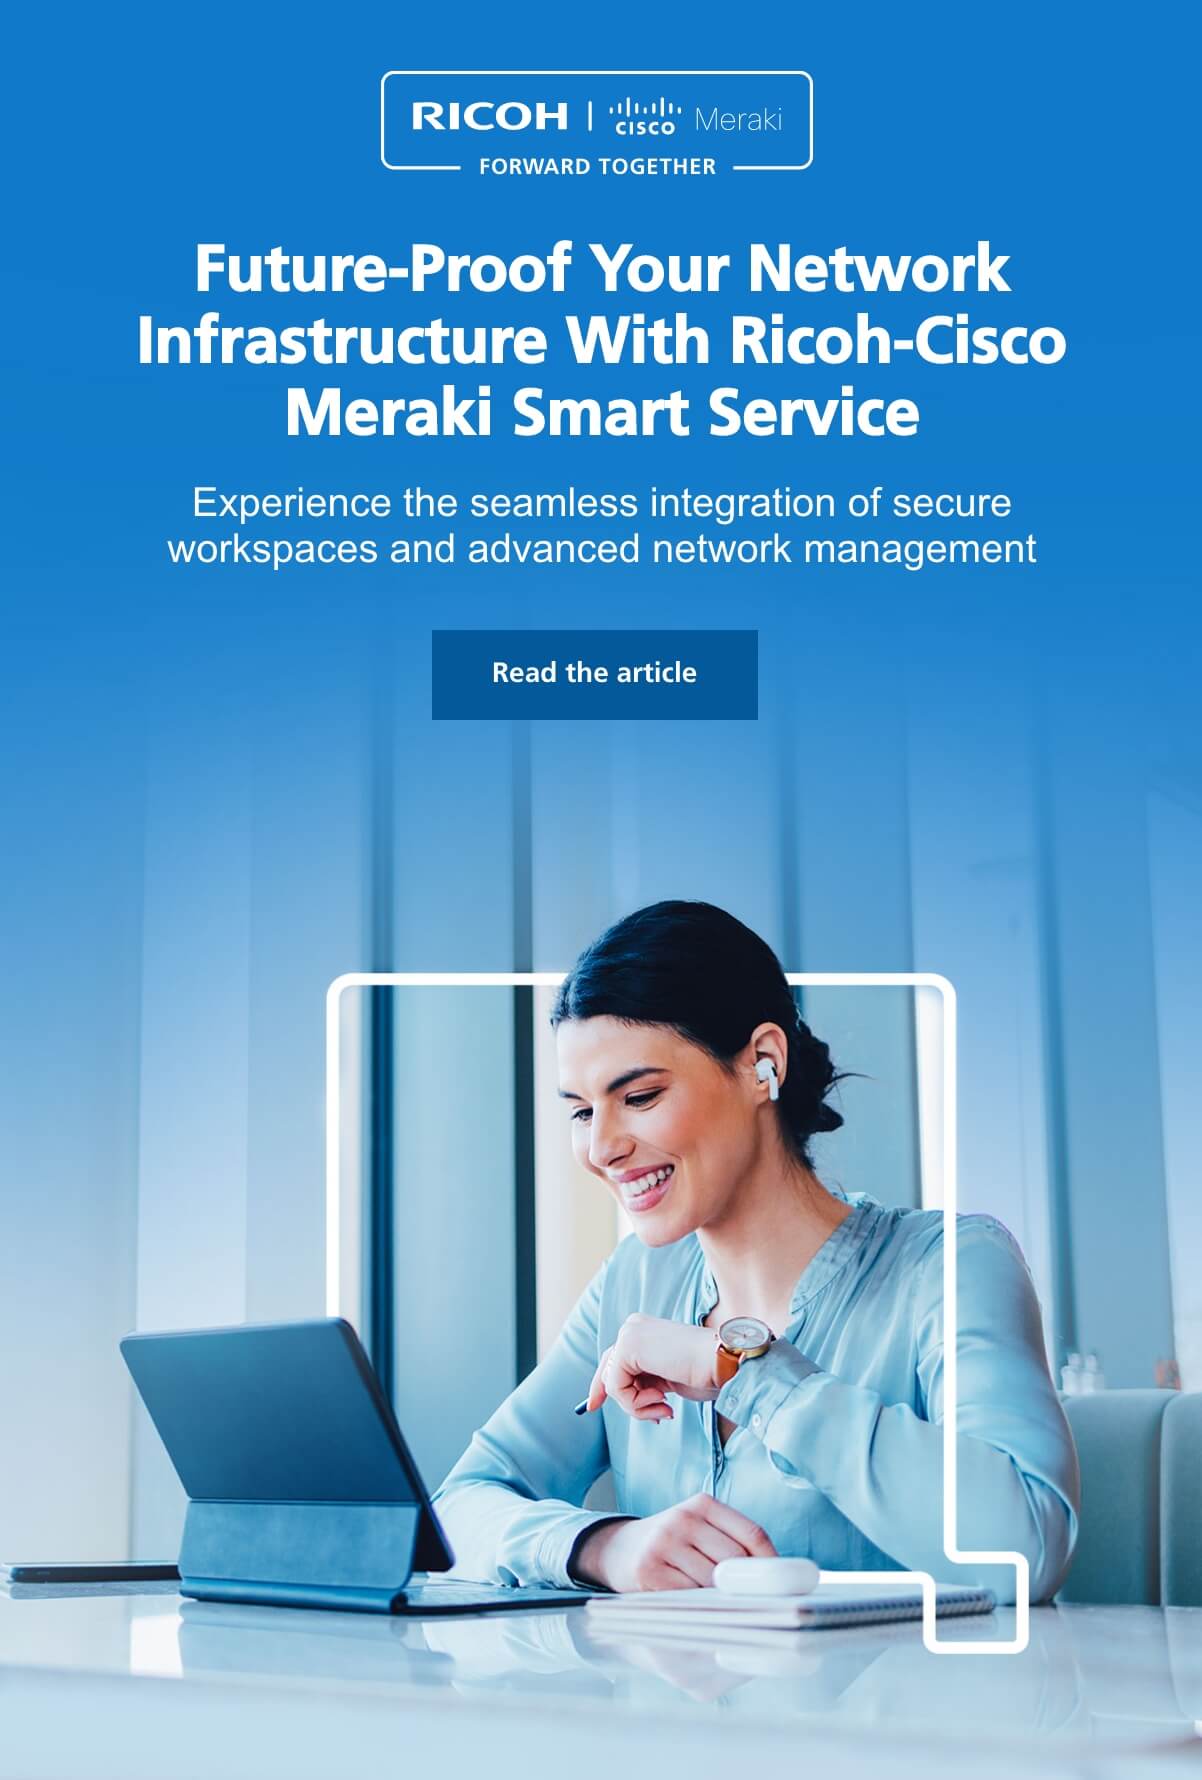 RICOH | CISCO Meraki
FORWARD TOGETHER
Future-Proof Your Network
Infrastructure With Ricoh-Cisco
Meraki Smart Service
Experience the seamless integration of secure
workspaces and advanced network management
Read the article